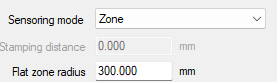 Sensoring mode Zone
Stamping distance 0.000 mm
Flat zone radius 300.000 mm